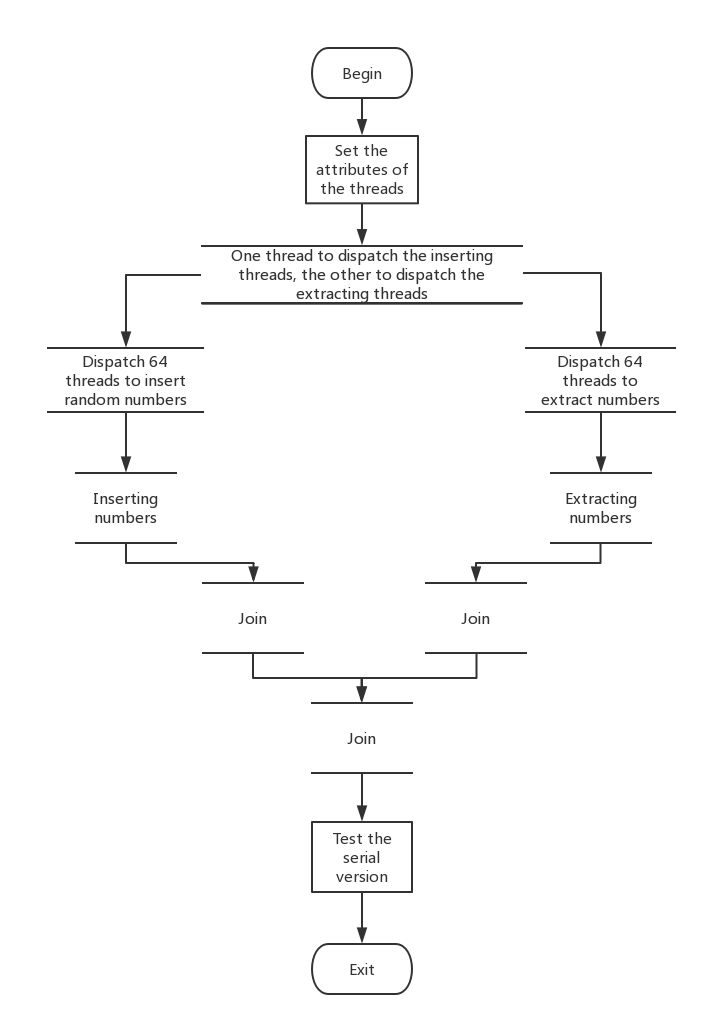 Begin
Set the
attributes of
the threads
One thread to dispatch the inserting
threads, the other to dispatch the
extracting threads
Dispatch 64
threads to insert
random numbers
Dispatch 64
threads to
extract numbers
Inserting
numbers
Extracting
numbers
Join
Join
Join
Test the
serial
version
Exit